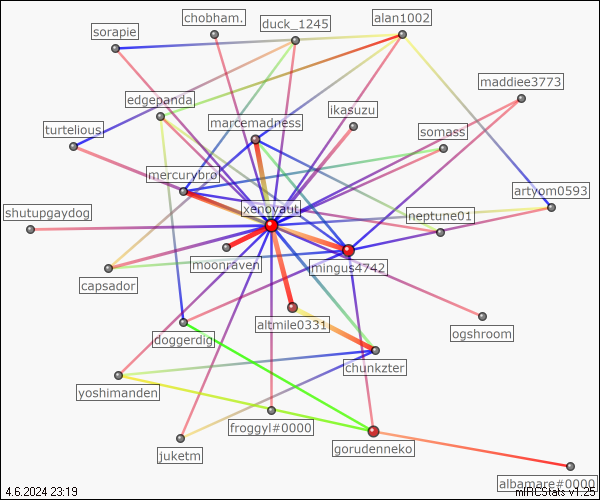 chobham.
duck_1245
alan1002
sorapie
maddiee3773
edgepanda
ikasuzu
marcemadness
turtelious
somass
mercurybro
artyom0593
xenoyaut
shutupgaydog
neptune01
moonraven
mingus4742
capsador
altmile0331
ogshroom
doggerdig
chunkzter
yoshimanden
froggyl#0000
gorudenneko
juketm
albamare#0000
4.6.2024 23:19
mIRCStats v1.25